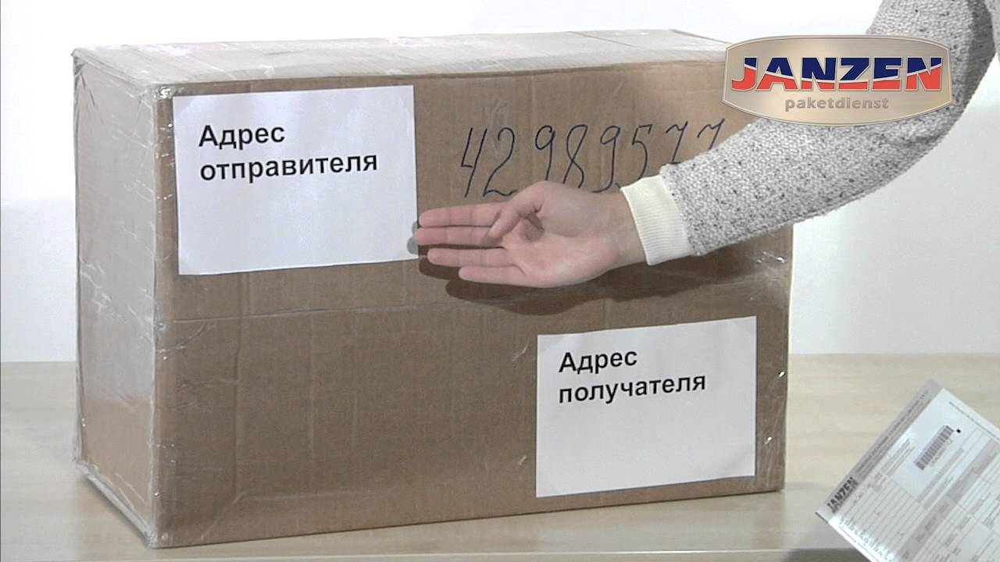 JANZEN
paketdienst
Адрес
отправителя
42989577
Адрес
получателя
JANZEN